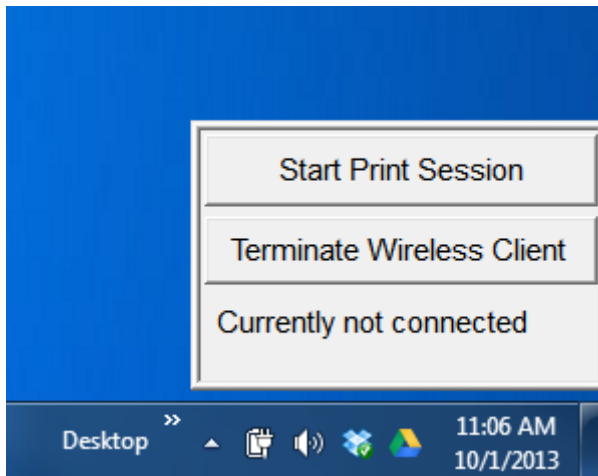 Start Print Session
Terminate Wireless Client
Currently not connected
Desktop
11:06 AM
10/1/2013